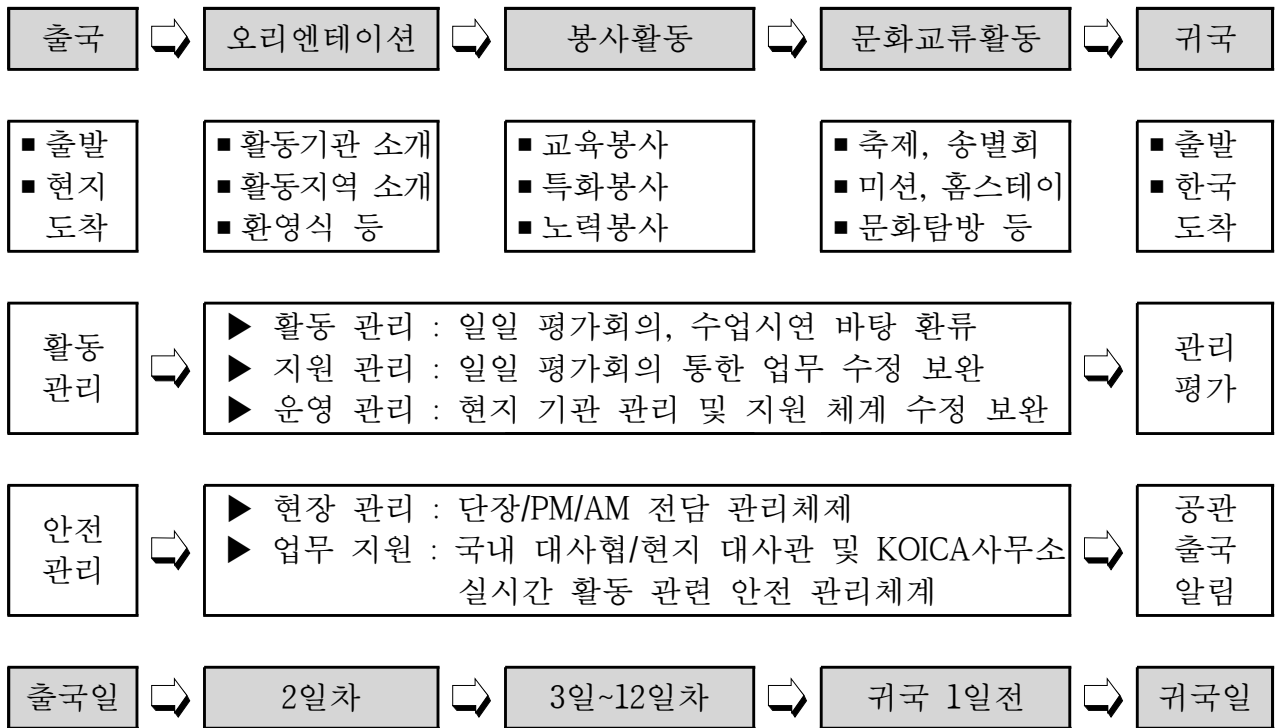 출국
오리엔테이션
봉사활동
문화교류활동
귀국
■ 출발
■ 현지
도착
■ 활동기관 소개
■ 활동지역 소개
■ 환영식 등
■ 교육봉사
■ 특화봉사
■ 노력봉사
■ 축제, 송별회
■ 미션, 홈스테이
■ 문화탐방 등
■ 출발
■ 한국
도착
활동
관리
▶ 활동 관리 : 일일 평가회의, 수업시연 바탕 환류
▶ 지원 관리 : 일일 평가회의 통한 업무 수정 보완
▶ 운영 관리 : 현지 기관 관리 및 지원 체계 수정 보완
관리
평가
안전
관리
▶ 현장 관리 : 단장/PM/AM 전담 관리체제
▶ 업무 지원 : 국내 대사협/현지 대사관 및 KOICA사무소
실시간 활동 관련 안전 관리체계
공관
출국
알림
출국일
2일차
3일~12일차
귀국 1일전
귀국일